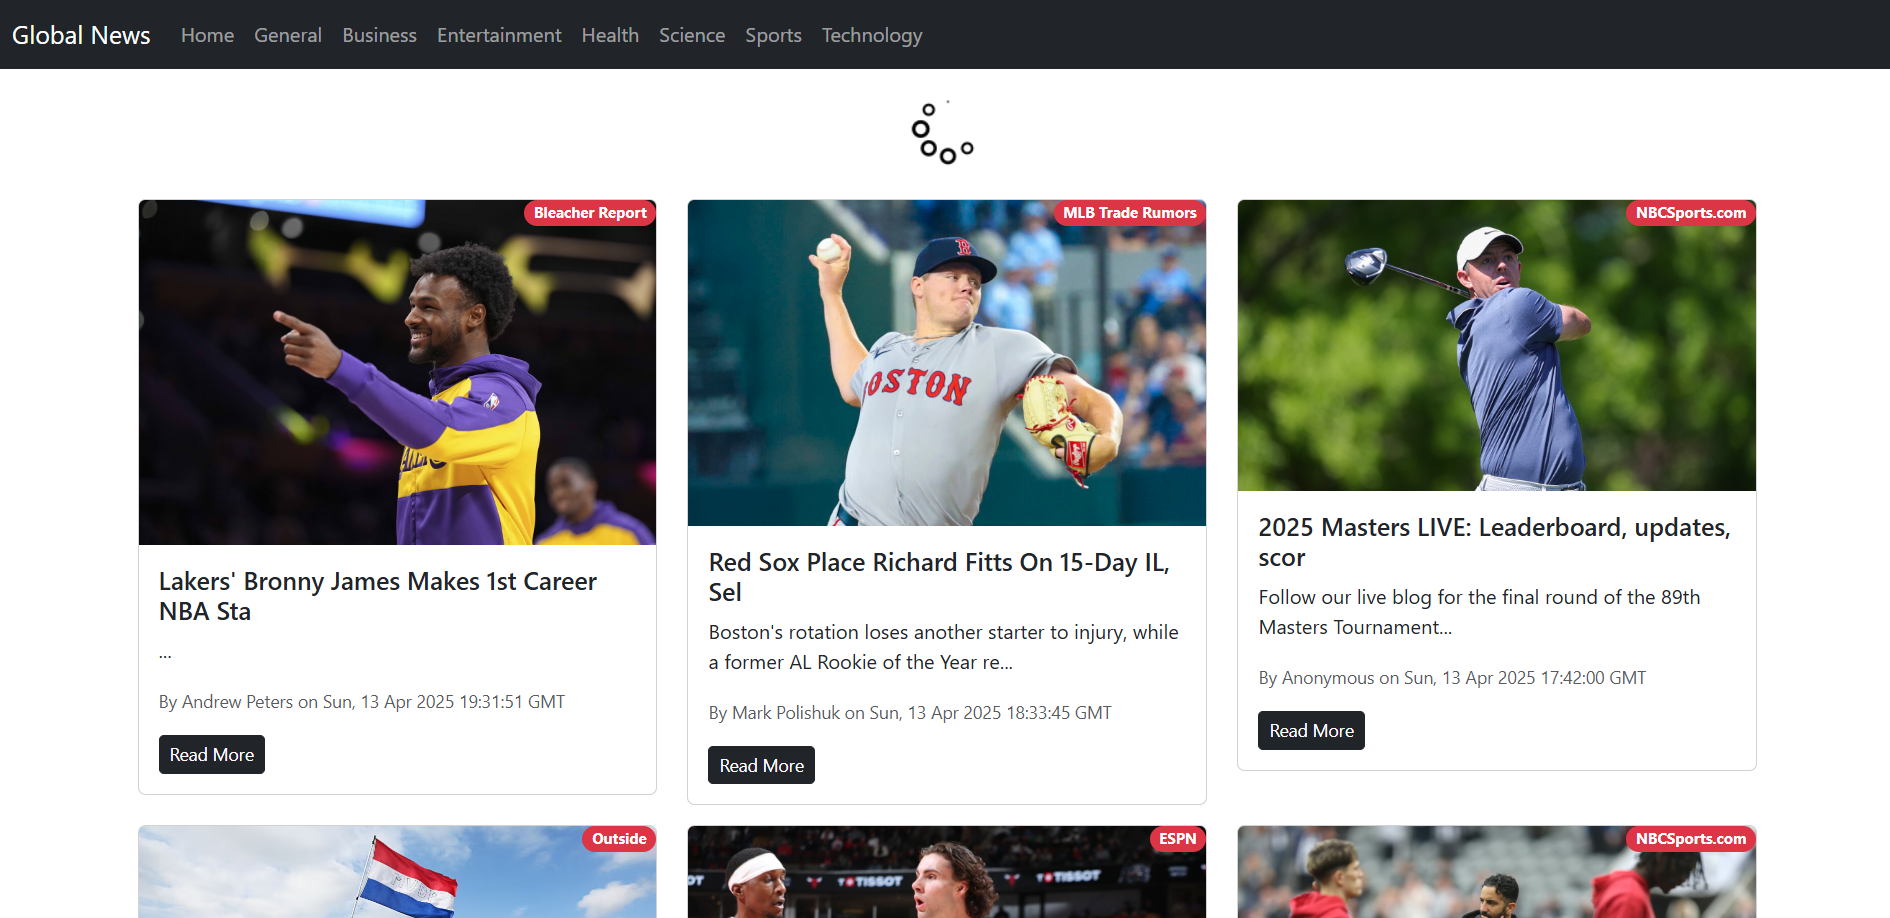 Global News Home General Business Entertainment Health Science Sports Technology
Bleacher Report
Lakers' Bronny James Makes 1st Career
NBA Sta
...
By Andrew Peters on Sun, 13 Apr 2025 19:31:51 GMT
Read More
MLB Trade Rumors
BOSTON
Red Sox Place Richard Fitts On 15-Day IL,
Sel
Boston's rotation loses another starter to injury, while
a former AL Rookie of the Year re...
By Mark Polishuk on Sun, 13 Apr 2025 18:33:45 GMT
Read More
NBCSports.com
2025 Masters LIVE: Leaderboard, updates,
scor
Follow our live blog for the final round of the 89th
Masters Tournament...
By Anonymous on Sun, 13 Apr 2025 17:42:00 GMT
Read More
Outside
ESPN
TISSOT
TISSOT
NBCSports.com